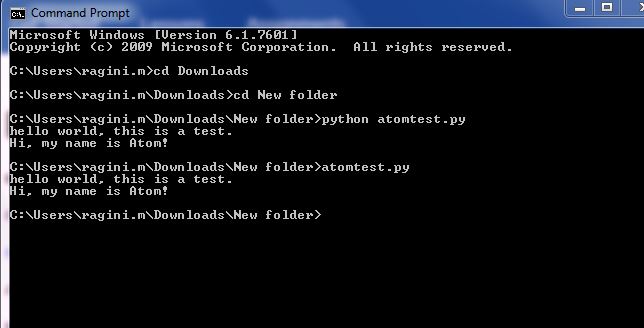 Command Prompt
Microsoft Windows [Version 6.1.7601]
Copyright (c) 2009 Microsoft Corporation.  All rights reserved.
C:\Users\ragini.m>cd Downloads
C:\Users\ragini.m\Downloads>cd New folder
C:\Users\ragini.m\Downloads\New folder>python atomtest.py
hello world, this is a test.
Hi, my name is Atom!
C:\Users\ragini.m\Downloads\New folder>atomtest.py
hello world, this is a test.
Hi, my name is Atom!
C:\Users\ragini.m\Downloads\New folder>